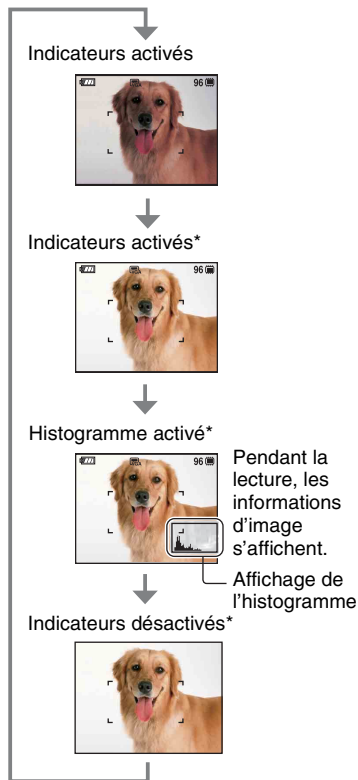 Indicateurs activés
96
Indicateurs activés*
96
Histogramme activé*
96
Pendant la
lecture, les
informations
d'image
s'affichent.
Affichage de
l'histogramme
Indicateurs désactivés*